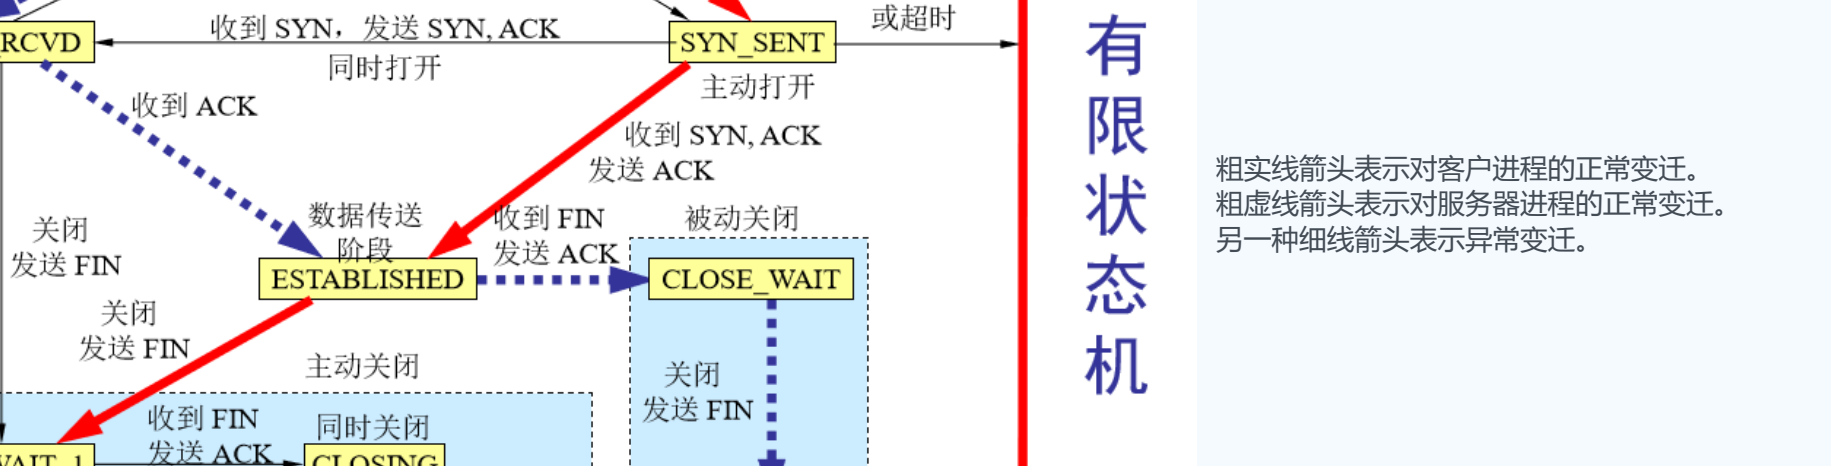 RCVD
收到 SYN，发送 SYN, ACK
同时打开
SYN_SENT
或超时
主动打开
收到 ACK
收到 SYN, ACK
发送 ACK
数据传送
阶段
收到 FIN
发送 ACK
被动关闭
关闭
发送 FIN
ESTABLISHED
CLOSE_WAIT
关闭
发送 FIN
主动关闭
关闭
发送 FIN
收到 FIN
发送 ACK
同时关闭
WAIT_1
CLOSING
有
限
状
态
机
粗实线箭头表示对客户进程的正常变迁。
粗虚线箭头表示对服务器进程的正常变迁。
另一种细线箭头表示异常变迁。